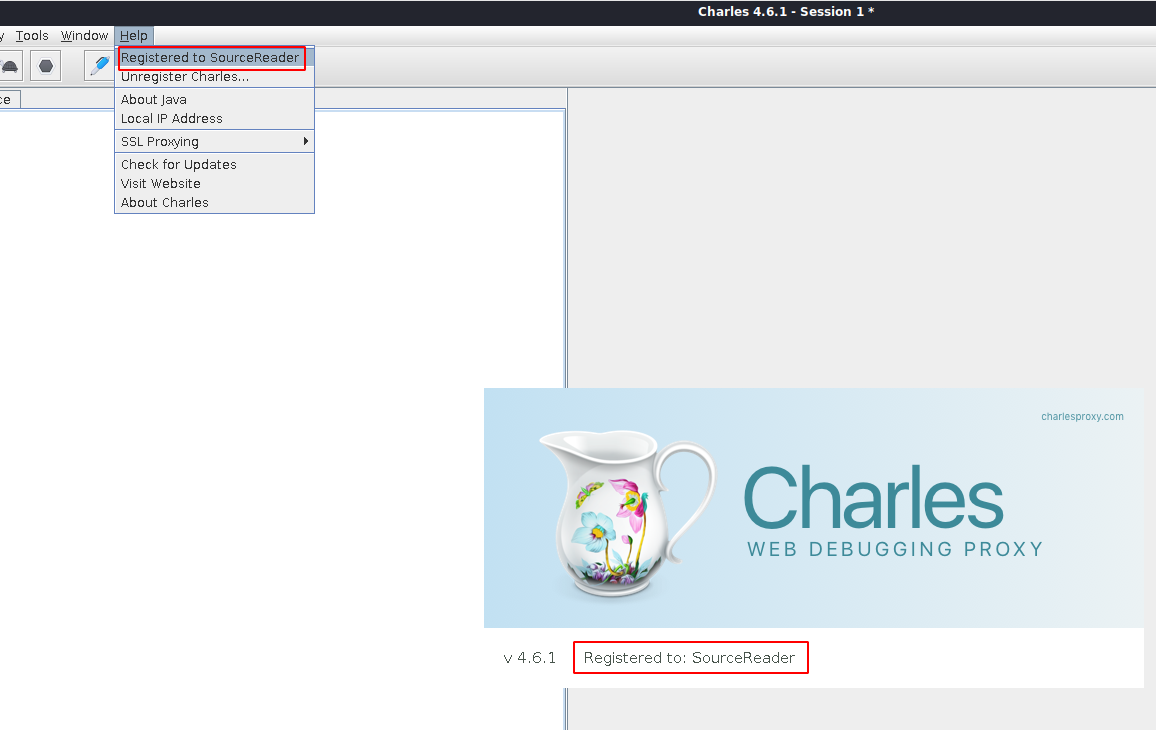 Charles 4.6.1 - Session 1 *
y Tools Window Help
Registered to SourceReader
Unregister Charles...
ce
About Java
Local IP Address
SSL Proxying
Check for Updates
Visit Website
About Charles
charlesproxy.com
Charles
WEB DEBUGGING PROXY
v 4.6.1 Registered to: SourceReader